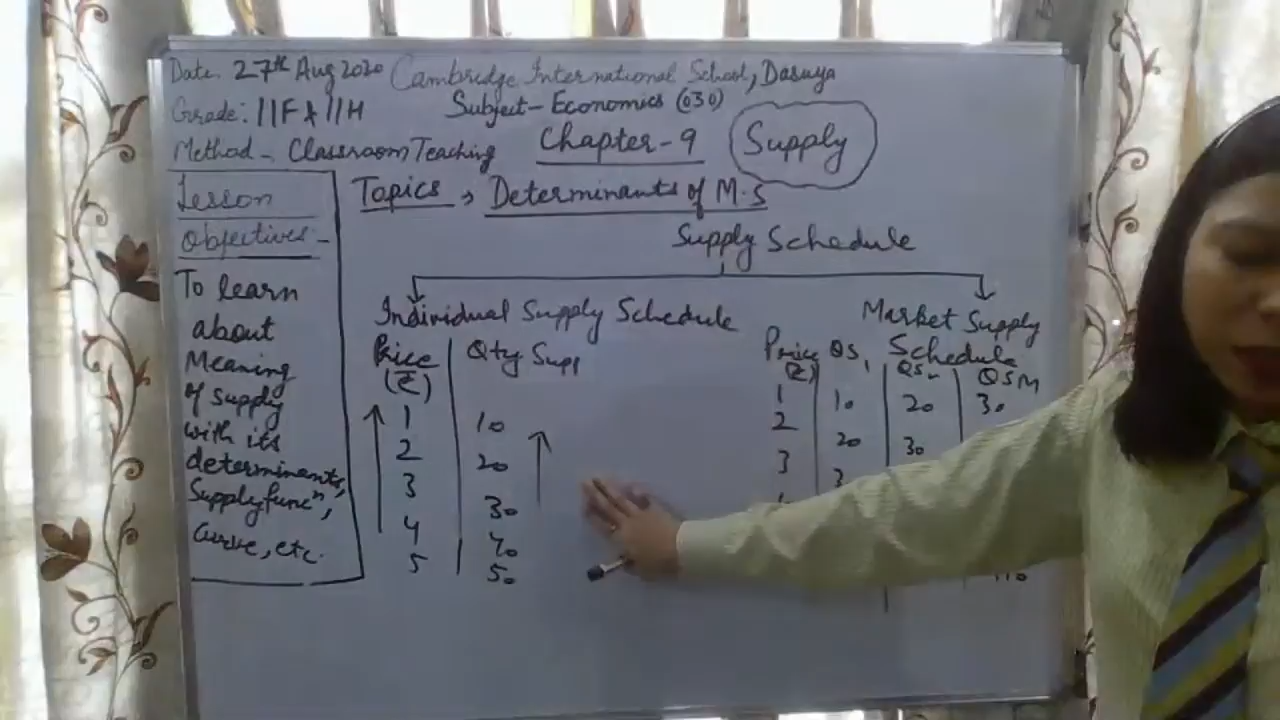 Date: 27th Aug 2020 Cambridge International School, Dasuya
Grade: 11F & 11H Subject - Economics (030)
Method - Classroom Teaching Chapter - 9 Supply
Lesson
Objectives -
To learn
about
Meaning
of supply
with its
determinants,
Supply funcⁿ,
Curve, etc.
Topics → Determinants of M.S
Supply Schedule
Individual Supply Schedule
Price (₹) Qty Supp
1 10
2 20
3 30
4 40
5 50
Market Supply
Schedule
Price (₹) QS₁ QS₂ QSM
1 10 20 30
2 20 30
3
110